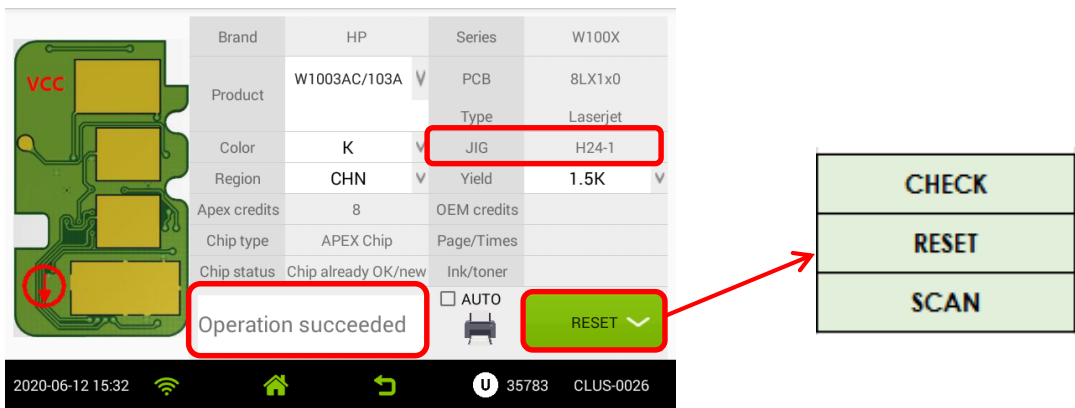 VCC
Brand HP Series W100X
Product W1003AC/103A PCB 8LX1x0
Type Laserjet
Color K JIG H24-1
Region CHN Yield 1.5K
Apex credits 8 OEM credits
Chip type APEX Chip Page/Times
Chip status Chip already OK/new Ink/toner
Operation succeeded
AUTO
RESET
2020-06-12 15:32 U 35783 CLUS-0026
CHECK
RESET
SCAN